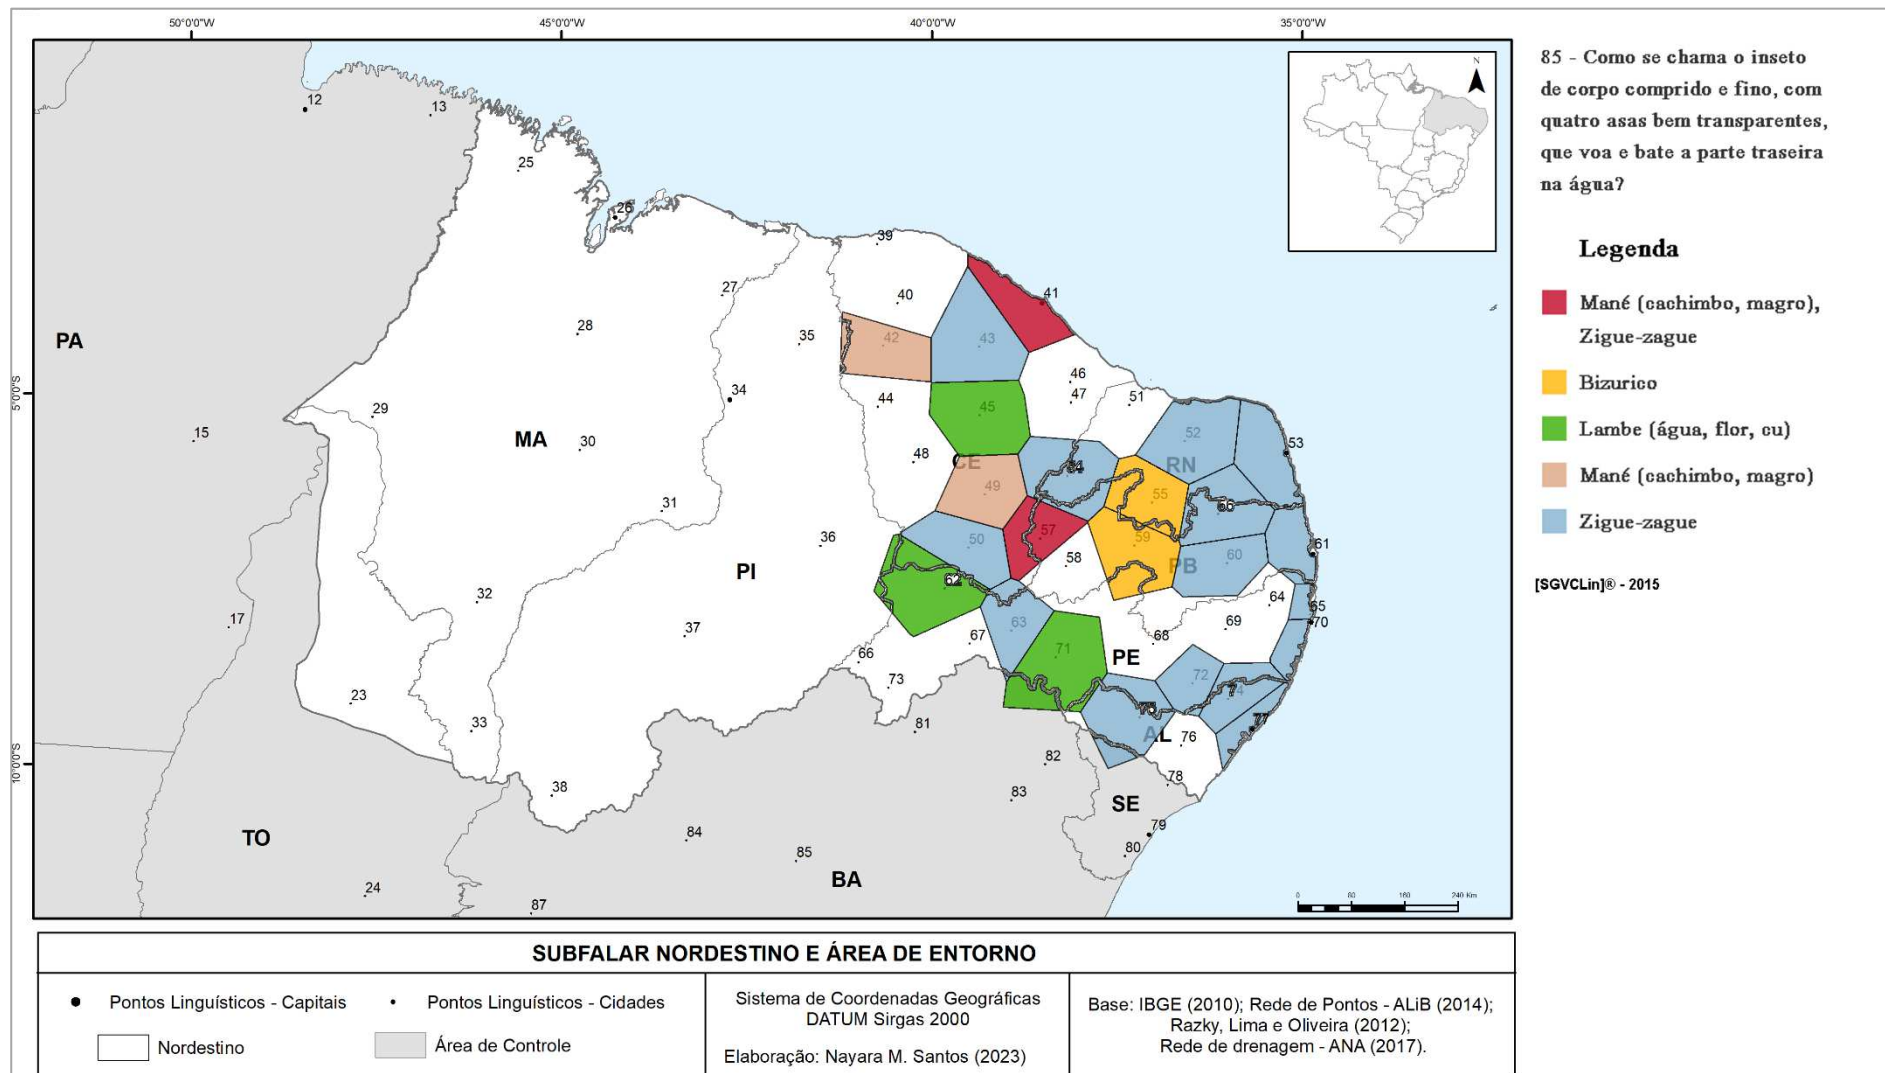 50°0'0"W
45°0'0"W
40°0'0"W
35°0'0"W
5°0'0"S
10°0'0"S
N
12
13
25
26
39
27
40
41
28
35
42
43
PA
46
34
44
47
51
29
45
15
52
MA
53
30
48
CE
54
RN
49
55
31
56
57
36
50
59
61
58
60
PI
PB
62
32
64
65
17
37
63
69
70
67
68
66
71
PE
73
72
74
23
75
33
81
77
AL
76
82
78
38
83
SE
79
84
TO
80
85
BA
24
87
0 80 160 240 Km
85 - Como se chama o inseto
de corpo comprido e fino, com
quatro asas bem transparentes,
que voa e bate a parte traseira
na água?
Legenda
Mané (cachimbo, magro),
Zigue-zague
Bizurico
Lambe (água, flor, cu)
Mané (cachimbo, magro)
Zigue-zague
[SGVCLin]® - 2015
SUBFALAR NORDESTINO E ÁREA DE ENTORNO
Pontos Linguísticos - Capitais
Pontos Linguísticos - Cidades
Nordestino
Área de Controle
Sistema de Coordenadas Geográficas
DATUM Sirgas 2000
Elaboração: Nayara M. Santos (2023)
Base: IBGE (2010); Rede de Pontos - ALiB (2014);
Razky, Lima e Oliveira (2012);
Rede de drenagem - ANA (2017).